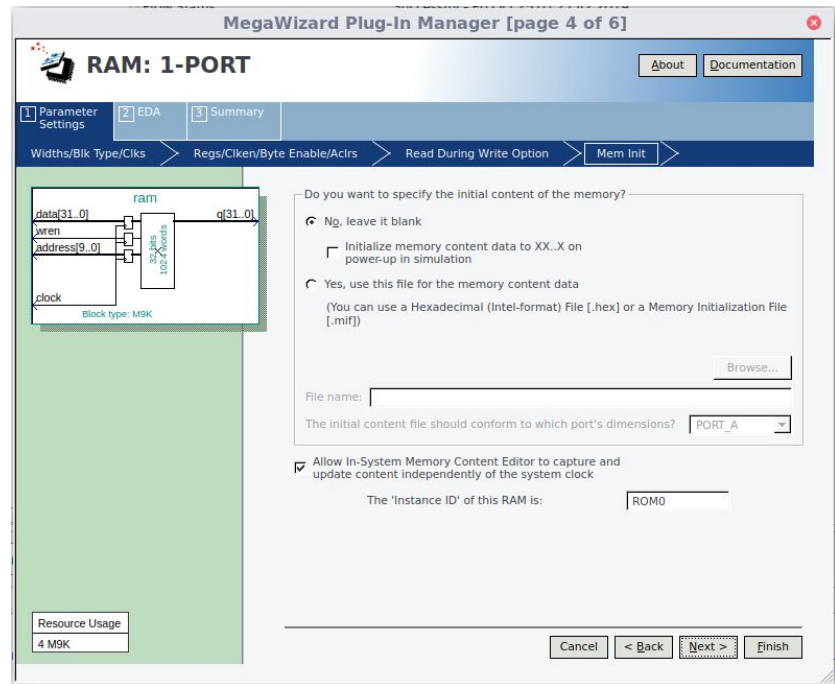 MegaWizard Plug-In Manager [page 4 of 6]
RAM: 1-PORT
About
Documentation
1 Parameter Settings
2 EDA
3 Summary
Widths/Blk Type/Clks
Regs/Clken/Byte Enable/Aclrs
Read During Write Option
Mem Init
ram
data[31..0]
q[31..0]
wren
address[9..0]
32 bits
1024 words
clock
Block type: M9K
Do you want to specify the initial content of the memory?
No, leave it blank
Initialize memory content data to XX..X on
power-up in simulation
Yes, use this file for the memory content data
(You can use a Hexadecimal (Intel-format) File [.hex] or a Memory Initialization File
[.mif])
Browse...
File name:
The initial content file should conform to which port's dimensions?
PORT_A
Allow In-System Memory Content Editor to capture and
update content independently of the system clock
The 'Instance ID' of this RAM is:
ROM0
Resource Usage
4 M9K
Cancel
< Back
Next >
Finish